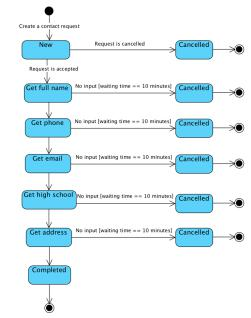 Create a contact request
New
Request is cancelled
Cancelled
Request is accepted
Get full name
No input [waiting time == 10 minutes]
Cancelled
Get phone
No input [waiting time == 10 minutes]
Cancelled
Get email
No input [waiting time == 10 minutes]
Cancelled
Get high school
No input [waiting time == 10 minutes]
Cancelled
Get address
No input [waiting time == 10 minutes]
Cancelled
Completed